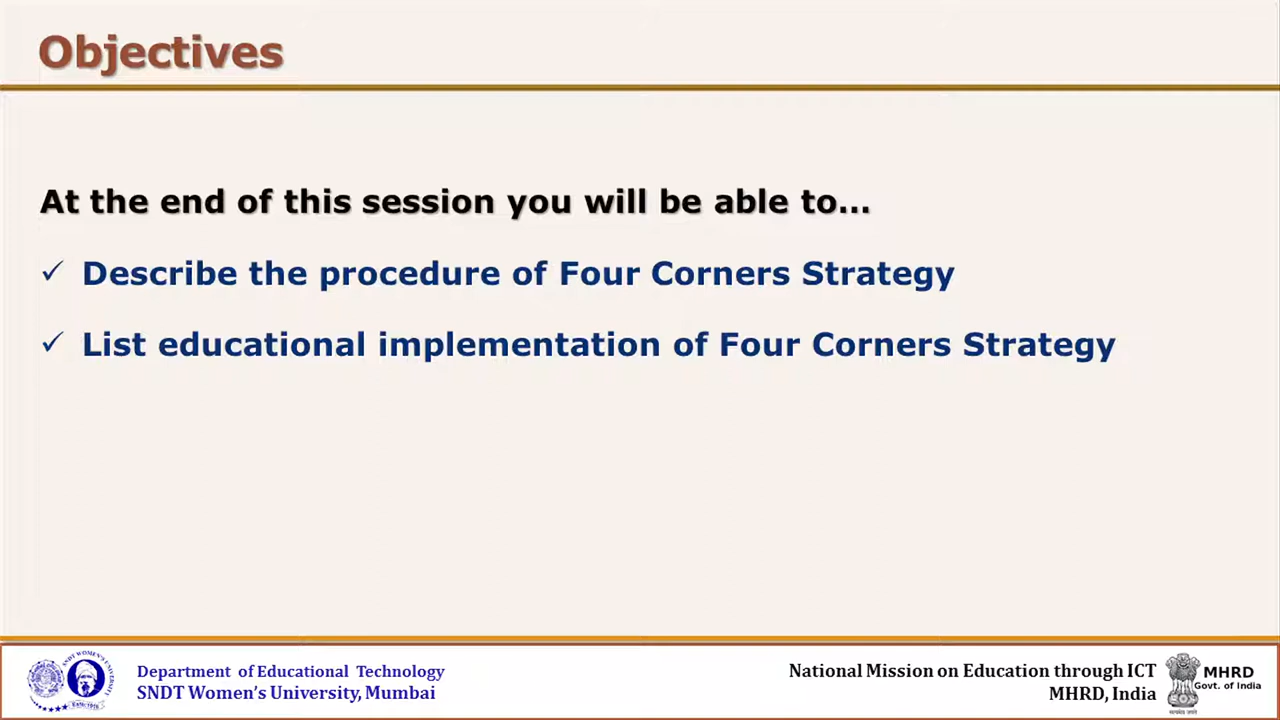 Objectives
At the end of this session you will be able to...
✓ Describe the procedure of Four Corners Strategy
✓ List educational implementation of Four Corners Strategy
Department of Educational Technology
SNDT Women's University, Mumbai
National Mission on Education through ICT
MHRD, India
MHRD
Govt. of India